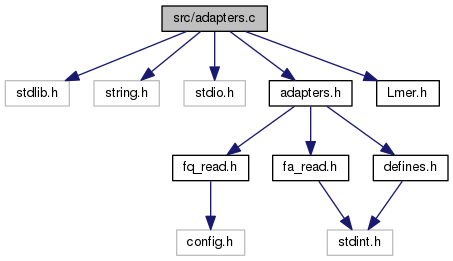 src/adapters.c
stdlib.h
string.h
stdio.h
adapters.h
Lmer.h
fq_read.h
fa_read.h
defines.h
config.h
stdint.h